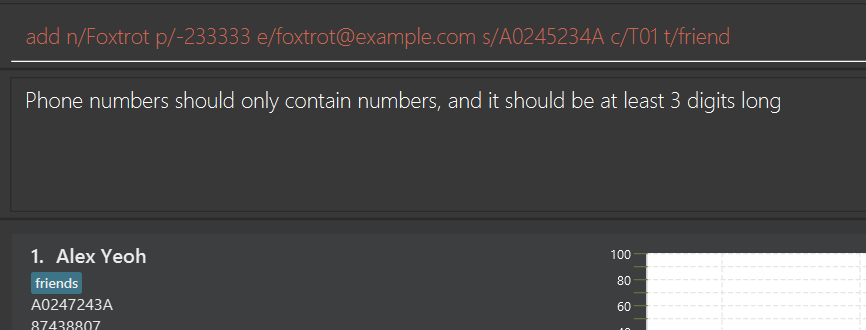 add n/Foxtrot p/-233333 e/foxtrot@example.com s/A0245234A c/T01 t/friend
Phone numbers should only contain numbers, and it should be at least 3 digits long
1. Alex Yeoh
friends
A0247243A
87438807
100
80
60
40